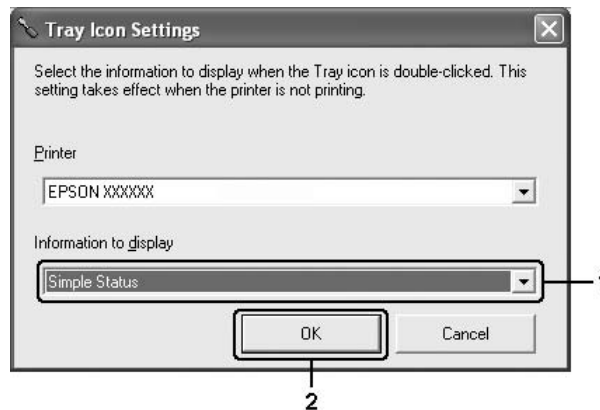 Tray Icon Settings
Select the information to display when the Tray icon is double-clicked. This
setting takes effect when the printer is not printing.
Printer
EPSON XXXXXX
Information to display
Simple Status
OK
Cancel
2